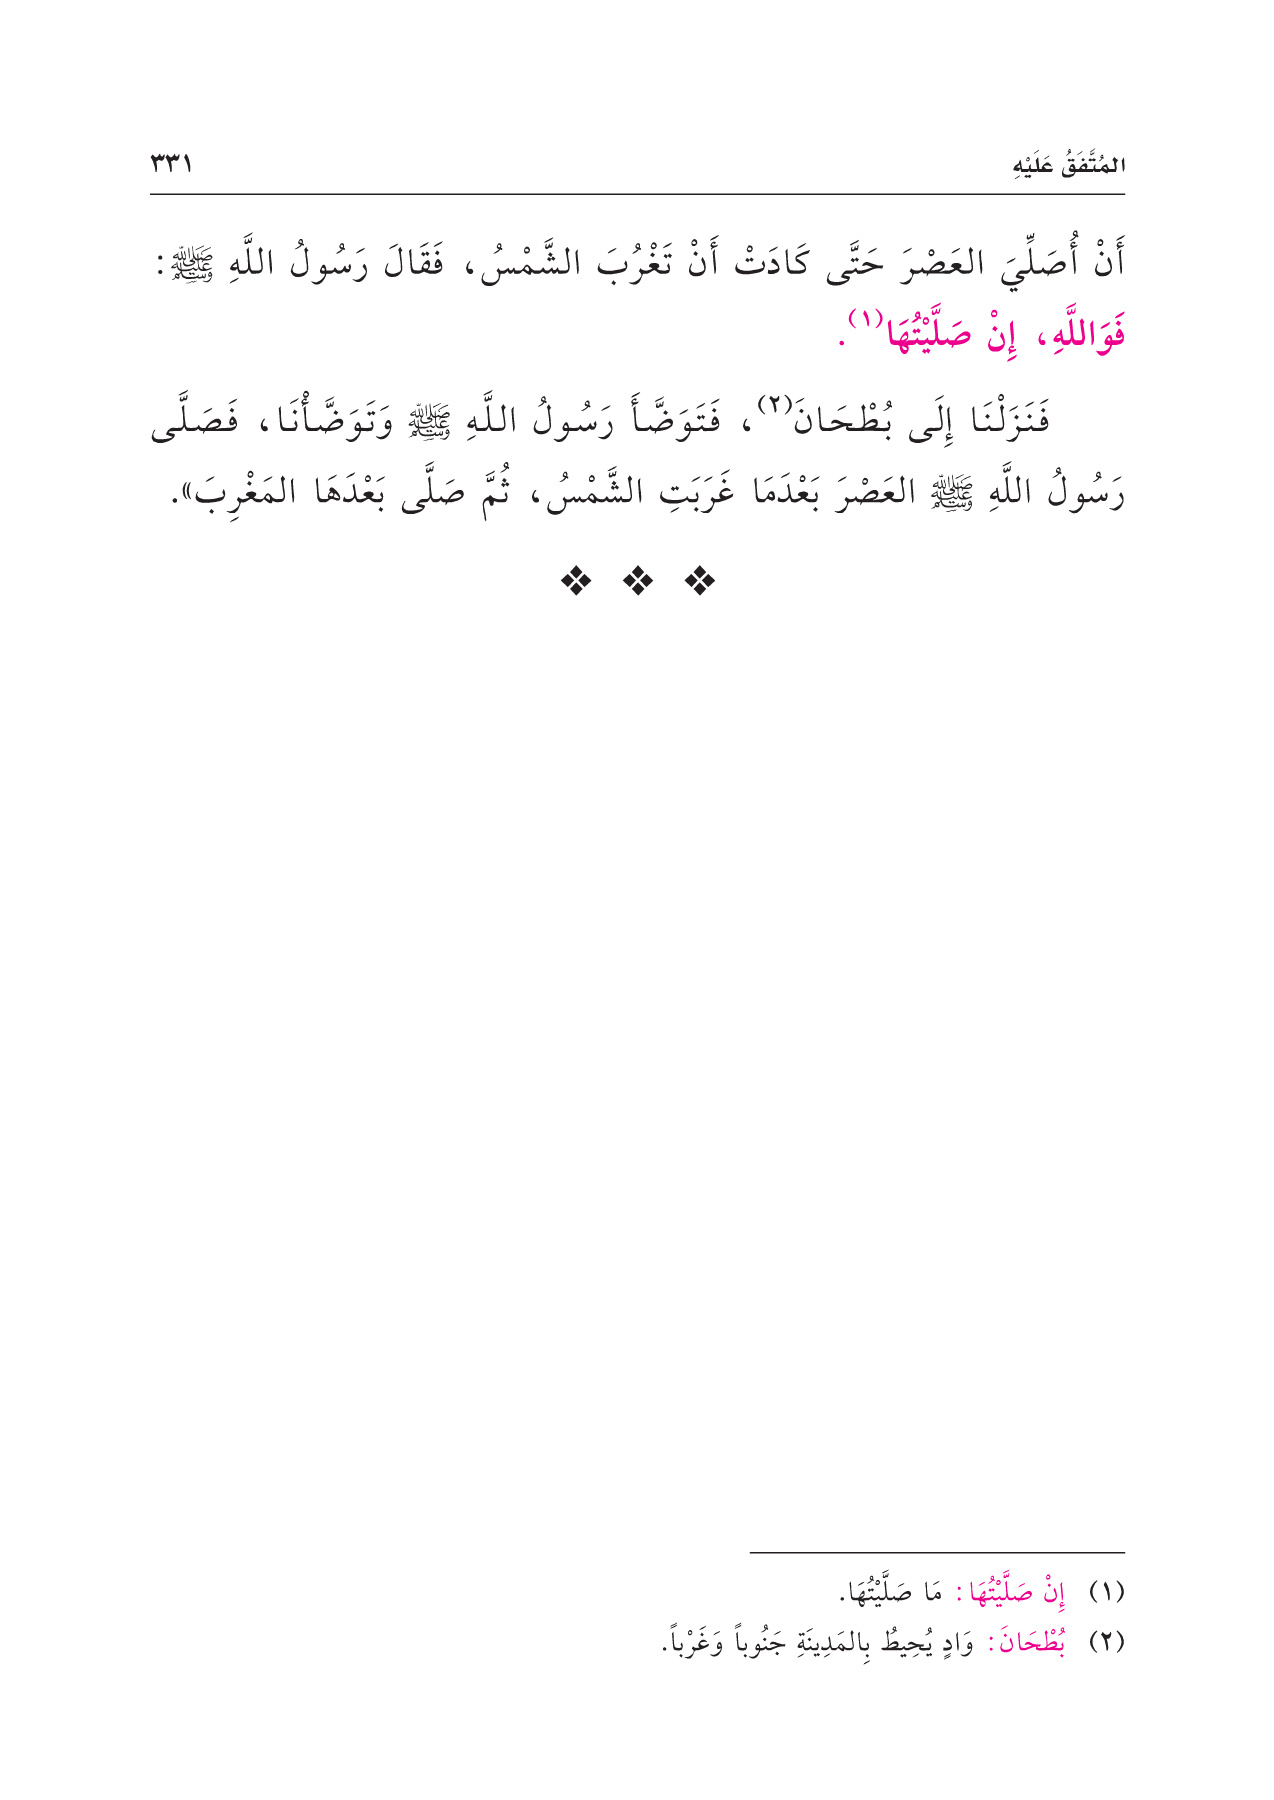 المُتَّفَقُ عَلَيْهِ ٣٣١
أَنْ أُصَلِّيَ العَصْرَ حَتَّى كَادَتْ أَنْ تَغْرُبَ الشَّمْسُ، فَقَالَ رَسُولُ اللَّهِ ﷺ:
فَوَاللَّهِ، إِنْ صَلَّيْتُهَا(١).
فَنَزَلْنَا إِلَى بُطْحَانَ(٢)، فَتَوَضَّأَ رَسُولُ اللَّهِ ﷺ وَتَوَضَّأْنَا، فَصَلَّى
رَسُولُ اللَّهِ ﷺ العَصْرَ بَعْدَمَا غَرَبَتِ الشَّمْسُ، ثُمَّ صَلَّى بَعْدَهَا المَغْرِبَ».
(١) إِنْ صَلَّيْتُهَا: مَا صَلَّيْتُهَا.
(٢) بُطْحَانَ: وَادٍ يُحِيطُ بِالمَدِينَةِ جَنُوباً وَغَرْباً.